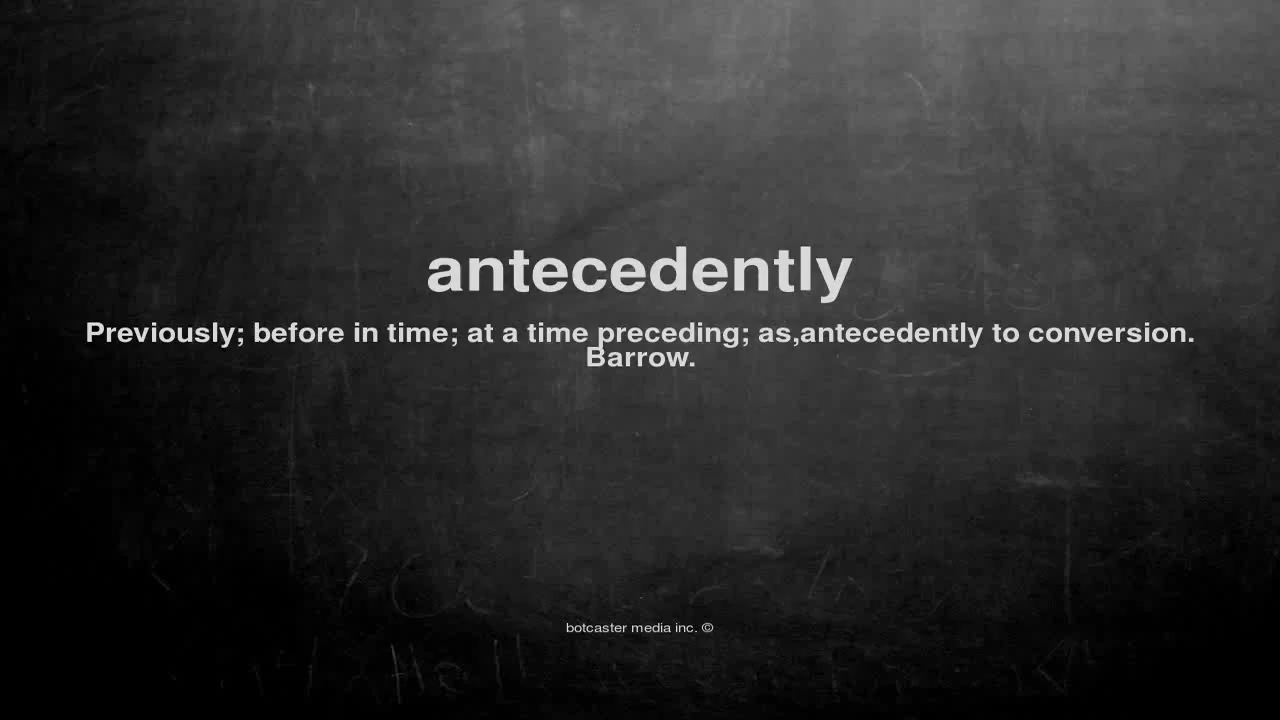 antecedently
Previously; before in time; at a time preceding; as,antecedently to conversion.
Barrow.
botcaster media inc. ©